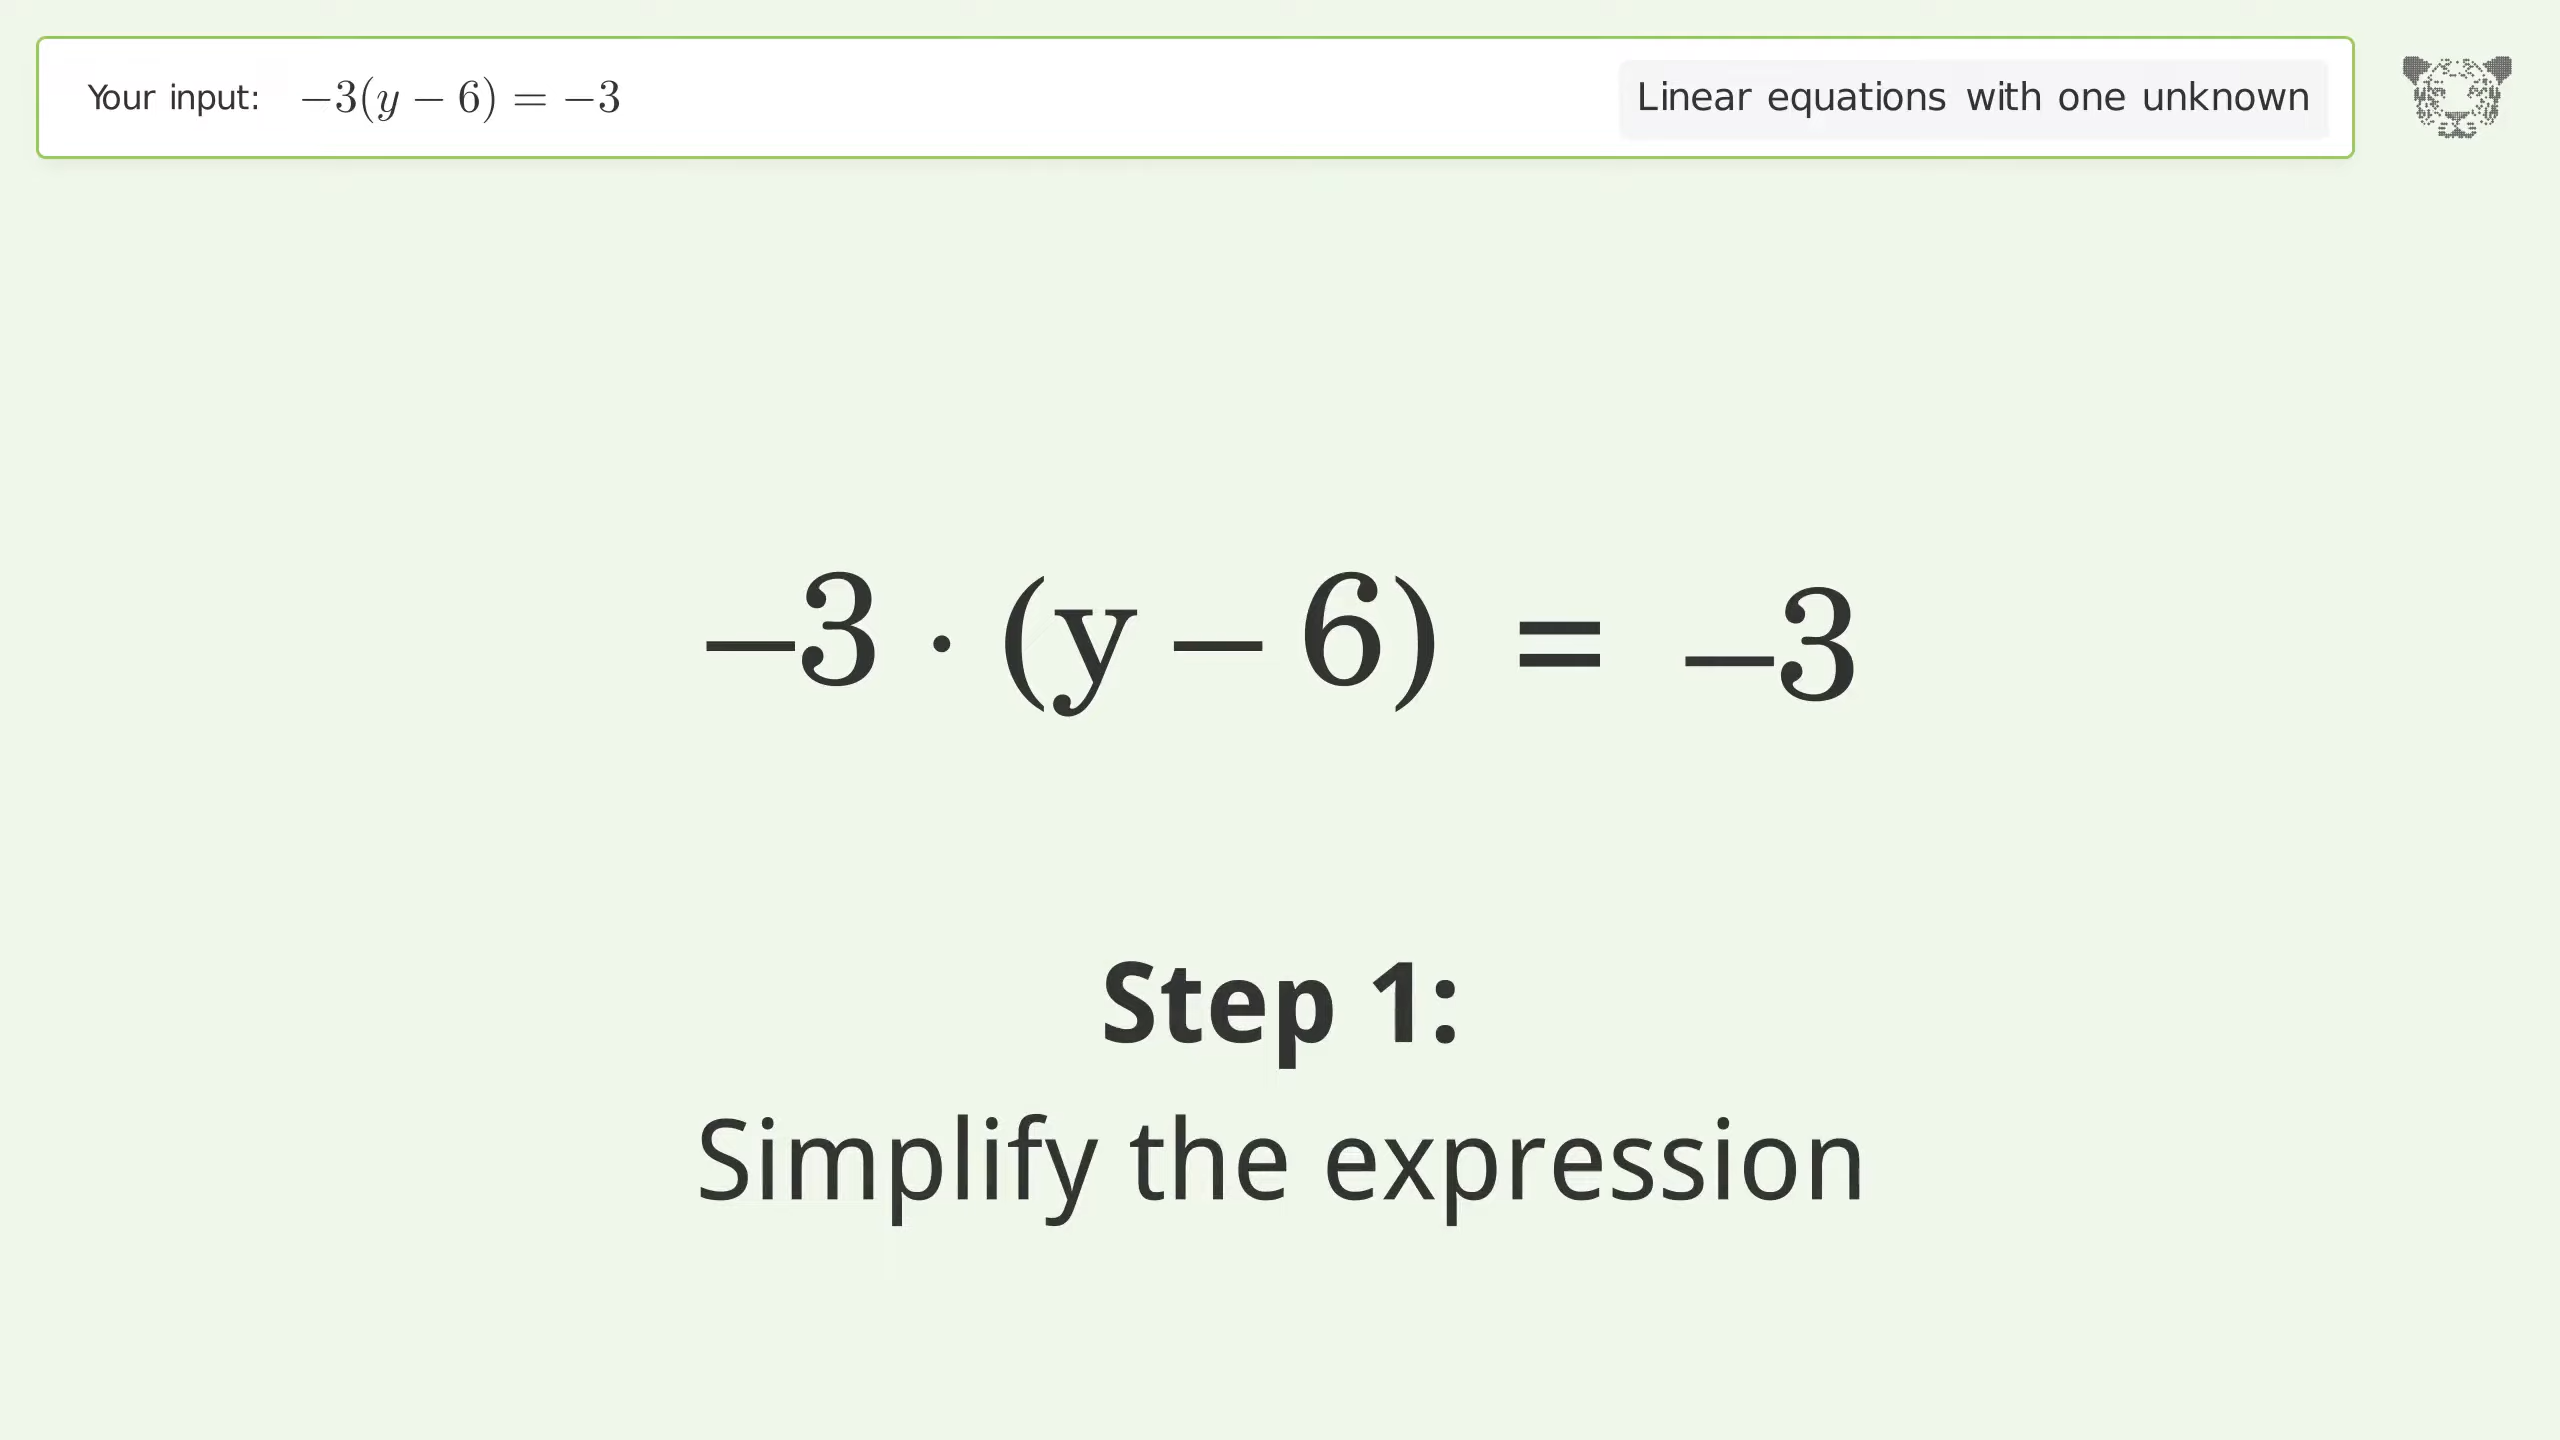 Your input: −3(y − 6) = −3
Linear equations with one unknown
−3 · (y − 6) = −3
Step 1:
Simplify the expression